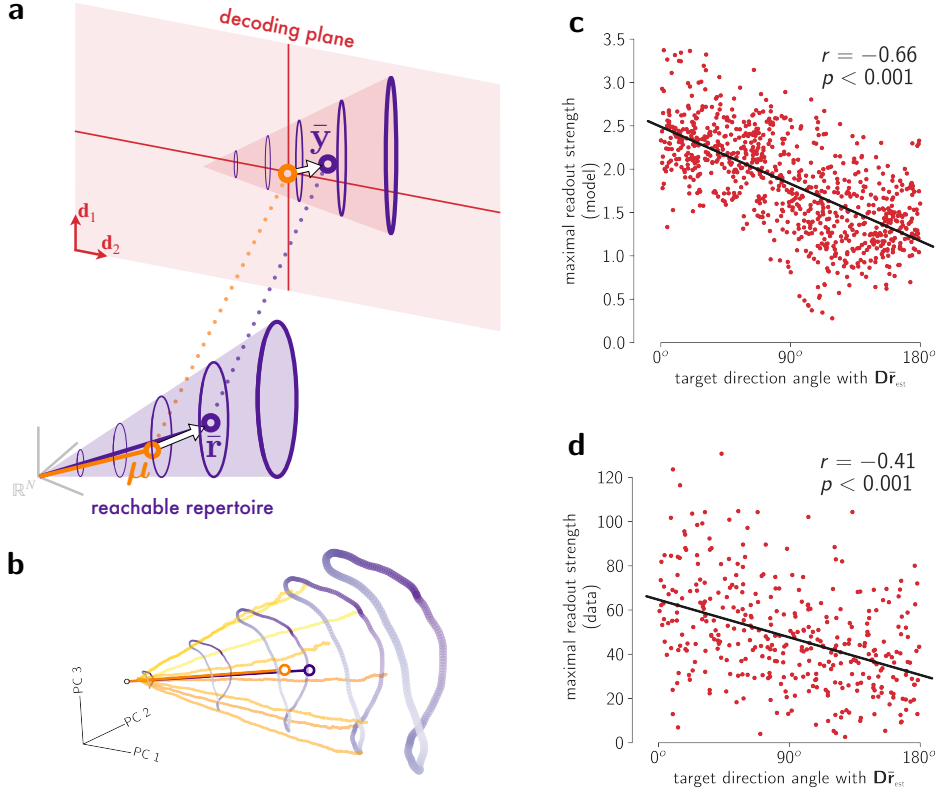 a
decoding plane
ȳ
d₁
d₂
r̄
μ
ℝᴺ
reachable repertoire
b
PC 3
PC 2
PC 1
c
r = −0.66
p < 0.001
3.5
3.0
2.5
2.0
1.5
1.0
0.5
0.0
maximal readout strength
(model)
0° 90° 180°
target direction angle with Dr̄est
d
r = −0.41
p < 0.001
120
100
80
60
40
20
0
maximal readout strength
(data)
0° 90° 180°
target direction angle with Dr̄est